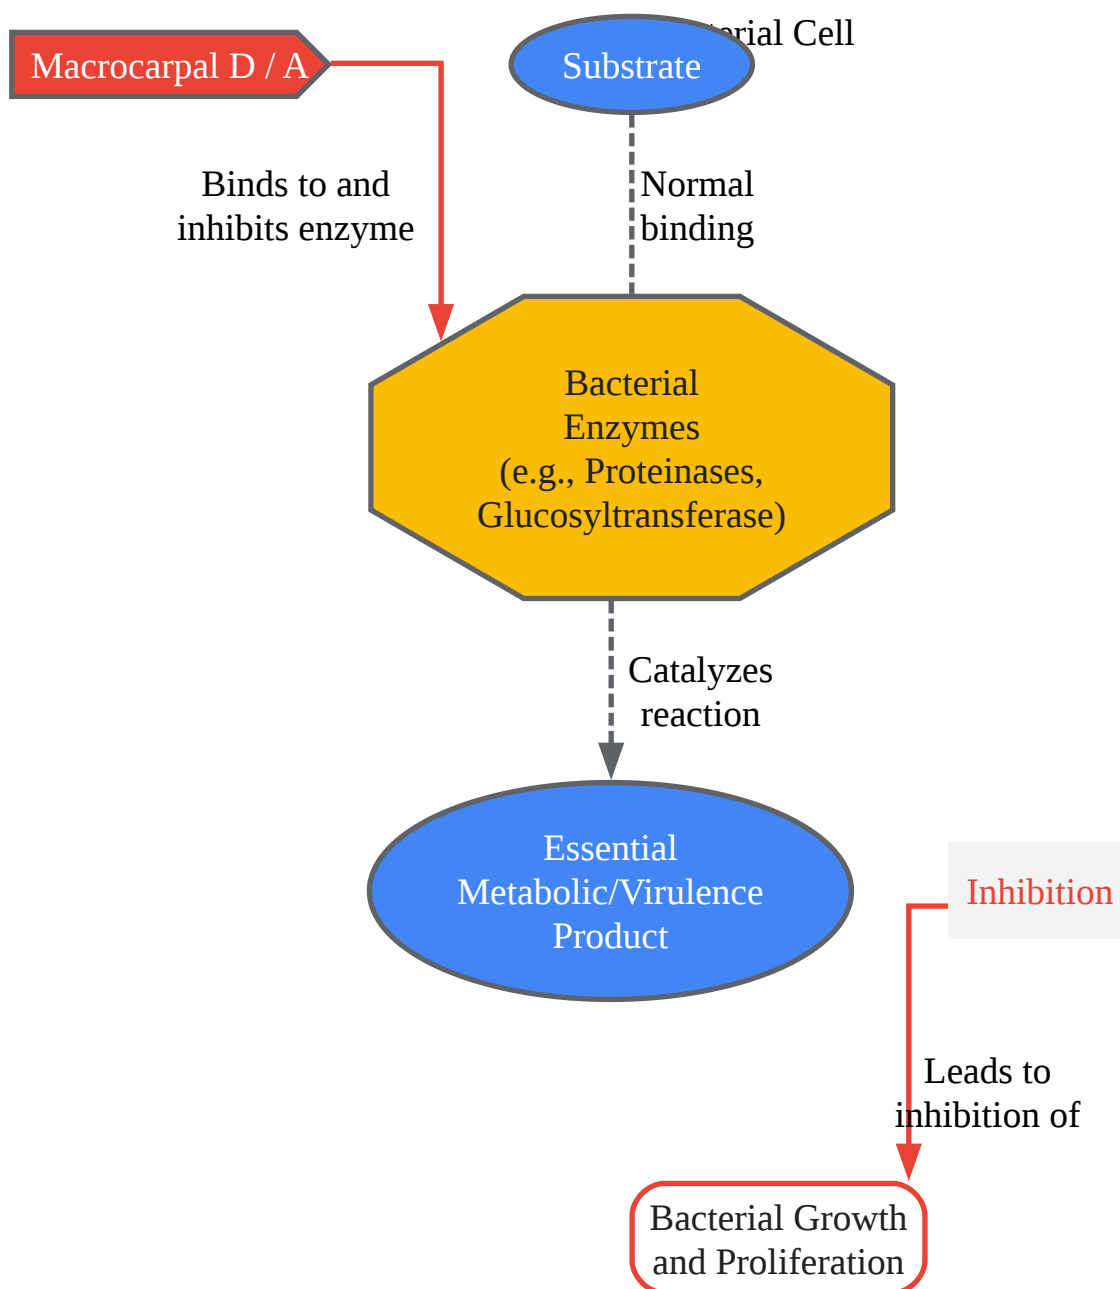 Macrocarpal D / A
Substrate
Cell
Binds to and
inhibits enzyme
Normal
binding
Bacterial
Enzymes
(e.g., Proteinases,
Glucosyltransferase)
Catalyzes
reaction
Essential
Metabolic/Virulence
Product
Inhibition
Leads to
inhibition of
Bacterial Growth
and Proliferation